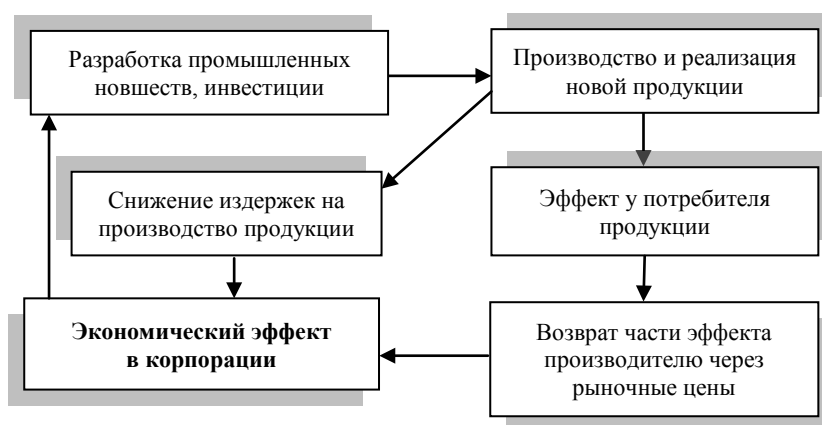 Разработка промышленных
новшеств, инвестиции
Производство и реализация
новой продукции
Снижение издержек на
производство продукции
Эффект у потребителя
продукции
Экономический эффект
в корпорации
Возврат части эффекта
производителю через
рыночные цены